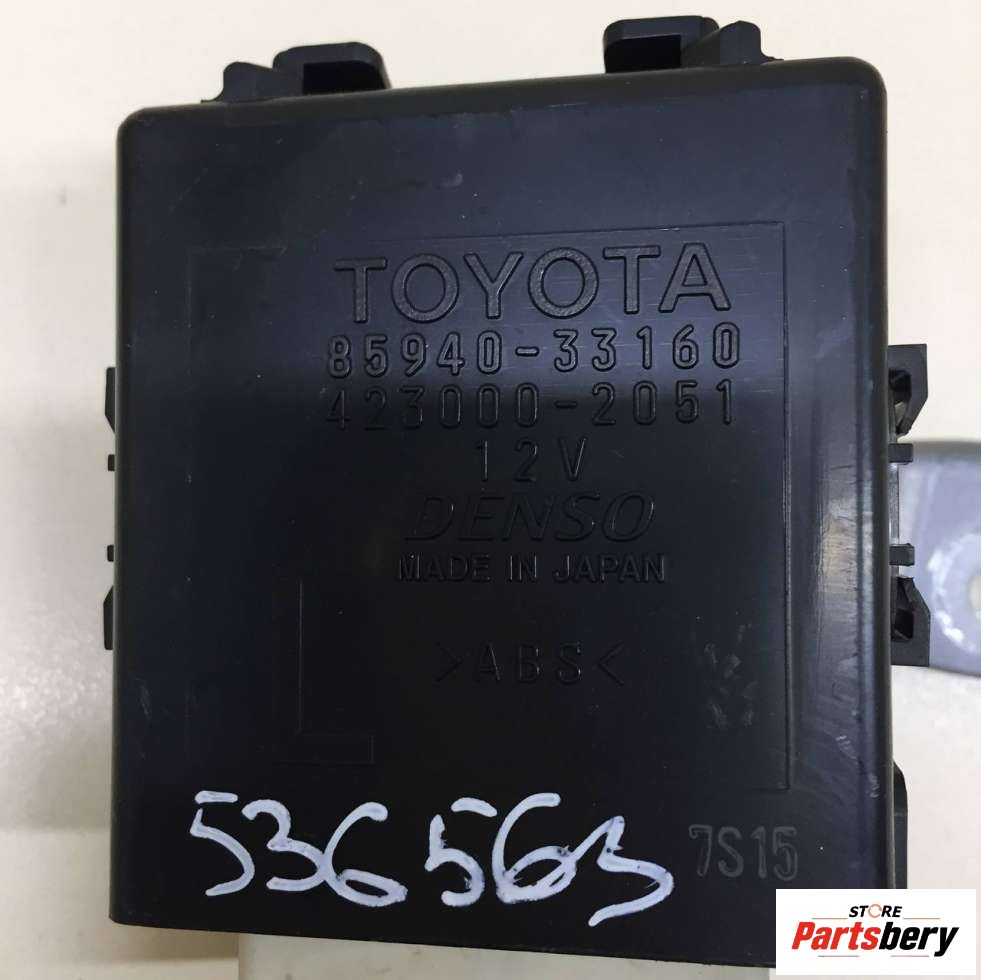 TOYOTA
85940-33160
423000-2051
12V
DENSO
MADE IN JAPAN
>ABS<
536563
7S15
STORE
Partsbery